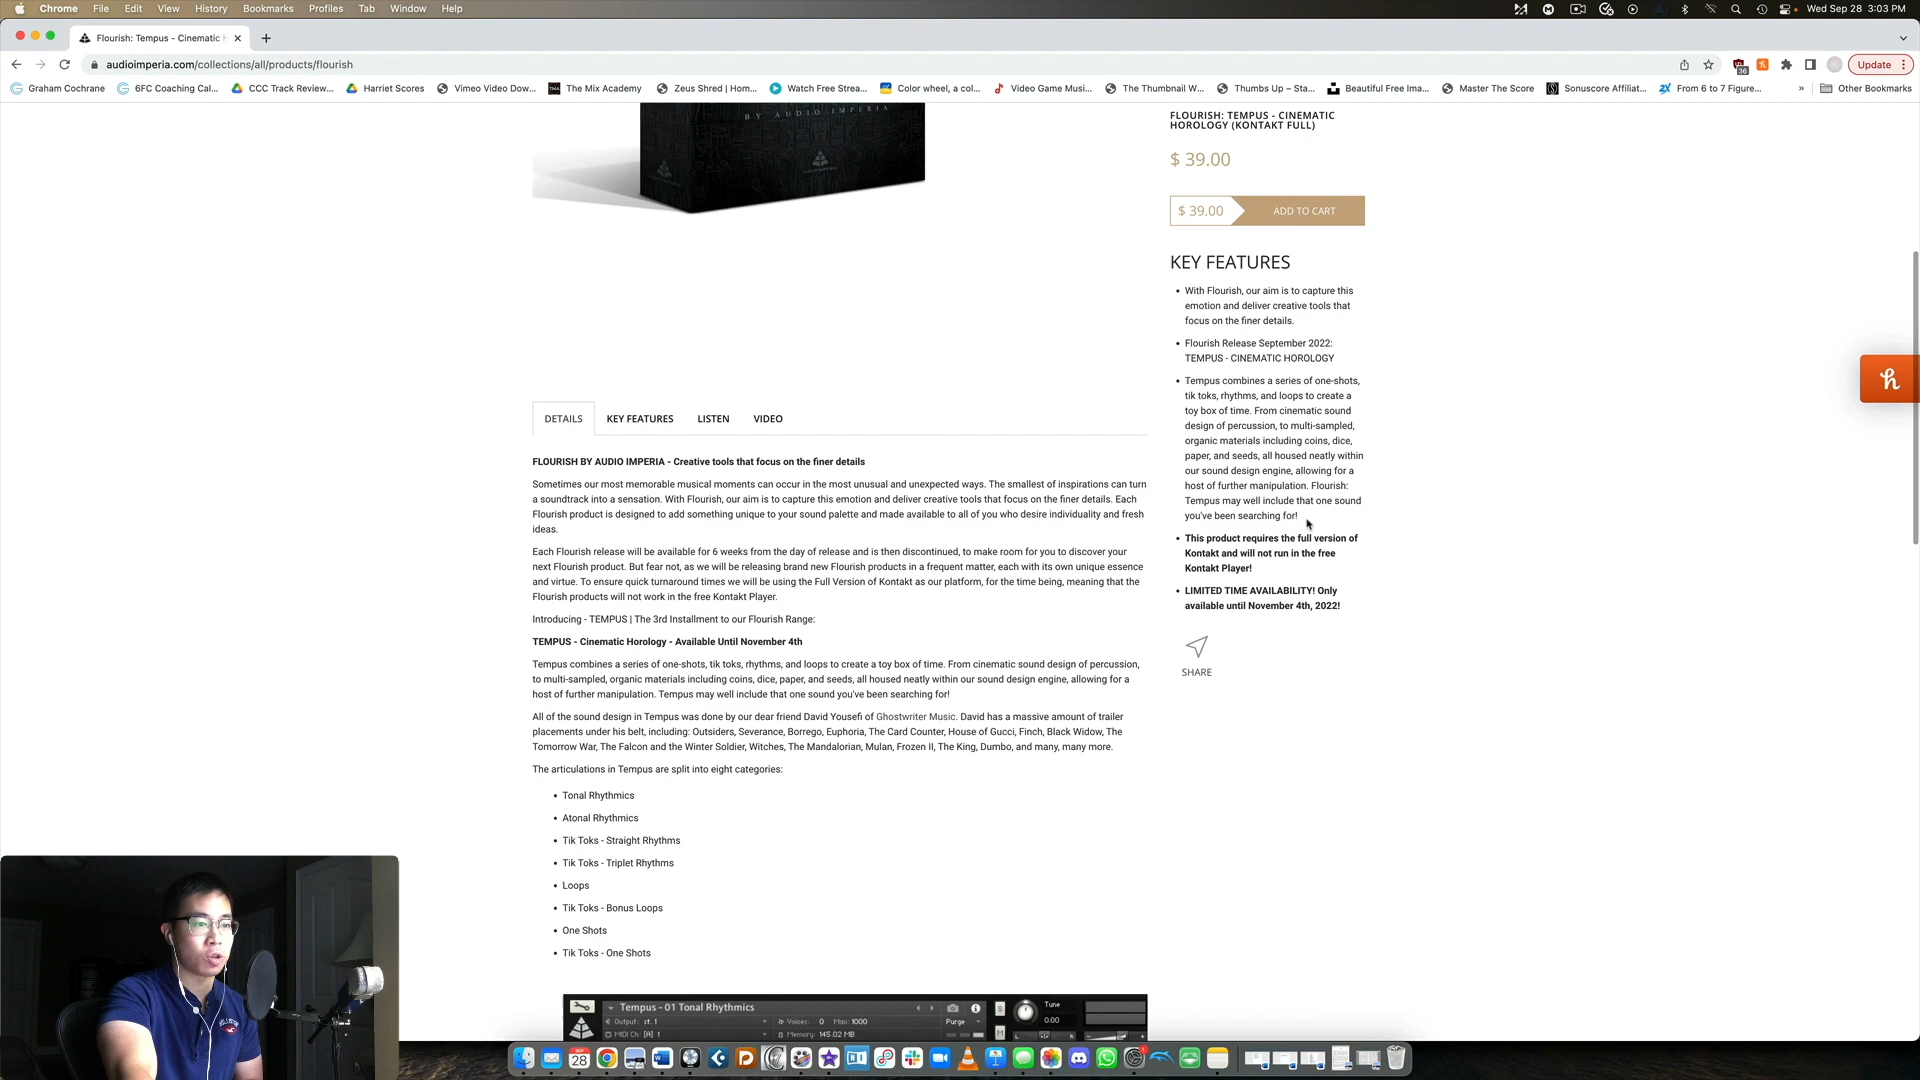 Chrome File Edit View History Bookmarks Profiles Tab Window Help Wed Sep 28 3:03 PM
Flourish: Tempus - Cinematic H
audioimperia.com/collections/all/products/flourish
36
Update
Graham Cochrane 6FC Coaching Cal... CCC Track Review... Harriet Scores Vimeo Video Dow... The Mix Academy Zeus Shred | Hom... Watch Free Strea... Color wheel, a col... Video Game Musi... The Thumbnail W... Thumbs Up – Sta... Beautiful Free Ima... Master The Score Sonuscore Affiliat... From 6 to 7 Figure... » Other Bookmarks
BY AUDIO IMPERIA
FLOURISH: TEMPUS - CINEMATIC
HOROLOGY (KONTAKT FULL)
$ 39.00
$ 39.00 ADD TO CART
KEY FEATURES
• With Flourish, our aim is to capture this
emotion and deliver creative tools that
focus on the finer details.
• Flourish Release September 2022:
TEMPUS - CINEMATIC HOROLOGY
• Tempus combines a series of one-shots,
tik toks, rhythms, and loops to create a
toy box of time. From cinematic sound
design of percussion, to multi-sampled,
organic materials including coins, dice,
paper, and seeds, all housed neatly within
our sound design engine, allowing for a
host of further manipulation. Flourish:
Tempus may well include that one sound
you've been searching for!
• This product requires the full version of
Kontakt and will not run in the free
Kontakt Player!
• LIMITED TIME AVAILABILITY! Only
available until November 4th, 2022!
SHARE
DETAILS KEY FEATURES LISTEN VIDEO
FLOURISH BY AUDIO IMPERIA - Creative tools that focus on the finer details
Sometimes our most memorable musical moments can occur in the most unusual and unexpected ways. The smallest of inspirations can turn
a soundtrack into a sensation. With Flourish, our aim is to capture this emotion and deliver creative tools that focus on the finer details. Each
Flourish product is designed to add something unique to your sound palette and made available to all of you who desire individuality and fresh
ideas.
Each Flourish release will be available for 6 weeks from the day of release and is then discontinued, to make room for you to discover your
next Flourish product. But fear not, as we will be releasing brand new Flourish products in a frequent matter, each with its own unique essence
and virtue. To ensure quick turnaround times we will be using the Full Version of Kontakt as our platform, for the time being, meaning that the
Flourish products will not work in the free Kontakt Player.
Introducing - TEMPUS | The 3rd Installment to our Flourish Range:
TEMPUS - Cinematic Horology - Available Until November 4th
Tempus combines a series of one-shots, tik toks, rhythms, and loops to create a toy box of time. From cinematic sound design of percussion,
to multi-sampled, organic materials including coins, dice, paper, and seeds, all housed neatly within our sound design engine, allowing for a
host of further manipulation. Tempus may well include that one sound you've been searching for!
All of the sound design in Tempus was done by our dear friend David Yousefi of Ghostwriter Music. David has a massive amount of trailer
placements under his belt, including: Outsiders, Severance, Borrego, Euphoria, The Card Counter, House of Gucci, Finch, Black Widow, The
Tomorrow War, The Falcon and the Winter Soldier, Witches, The Mandalorian, Mulan, Frozen II, The King, Dumbo, and many, many more.
The articulations in Tempus are split into eight categories:
• Tonal Rhythmics
• Atonal Rhythmics
• Tik Toks - Straight Rhythms
• Tik Toks - Triplet Rhythms
• Loops
• Tik Toks - Bonus Loops
• One Shots
• Tik Toks - One Shots
Tempus - 01 Tonal Rhythmics Tune
Output: st. 1 Voices: 0 Max: 1000 Purge 0.00
MIDI Ch: [A] 1 Memory: 145.02 MB
28